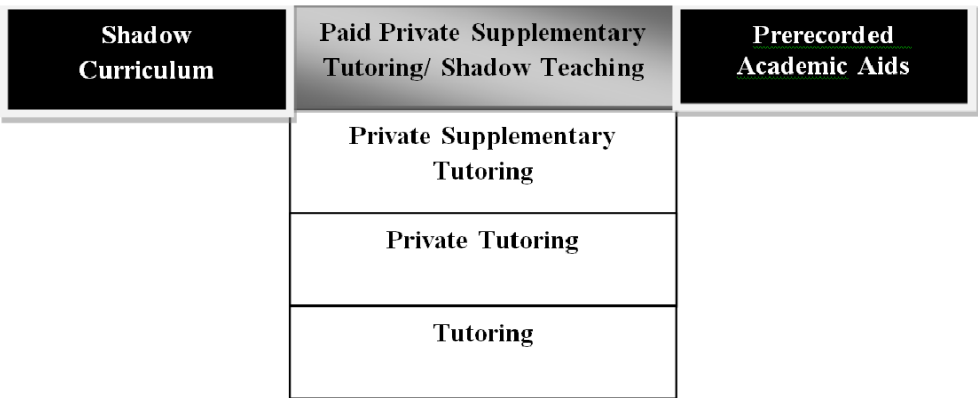 Shadow
Curriculum
Paid Private Supplementary
Tutoring/ Shadow Teaching
Prerecorded
Academic Aids
Private Supplementary
Tutoring
Private Tutoring
Tutoring